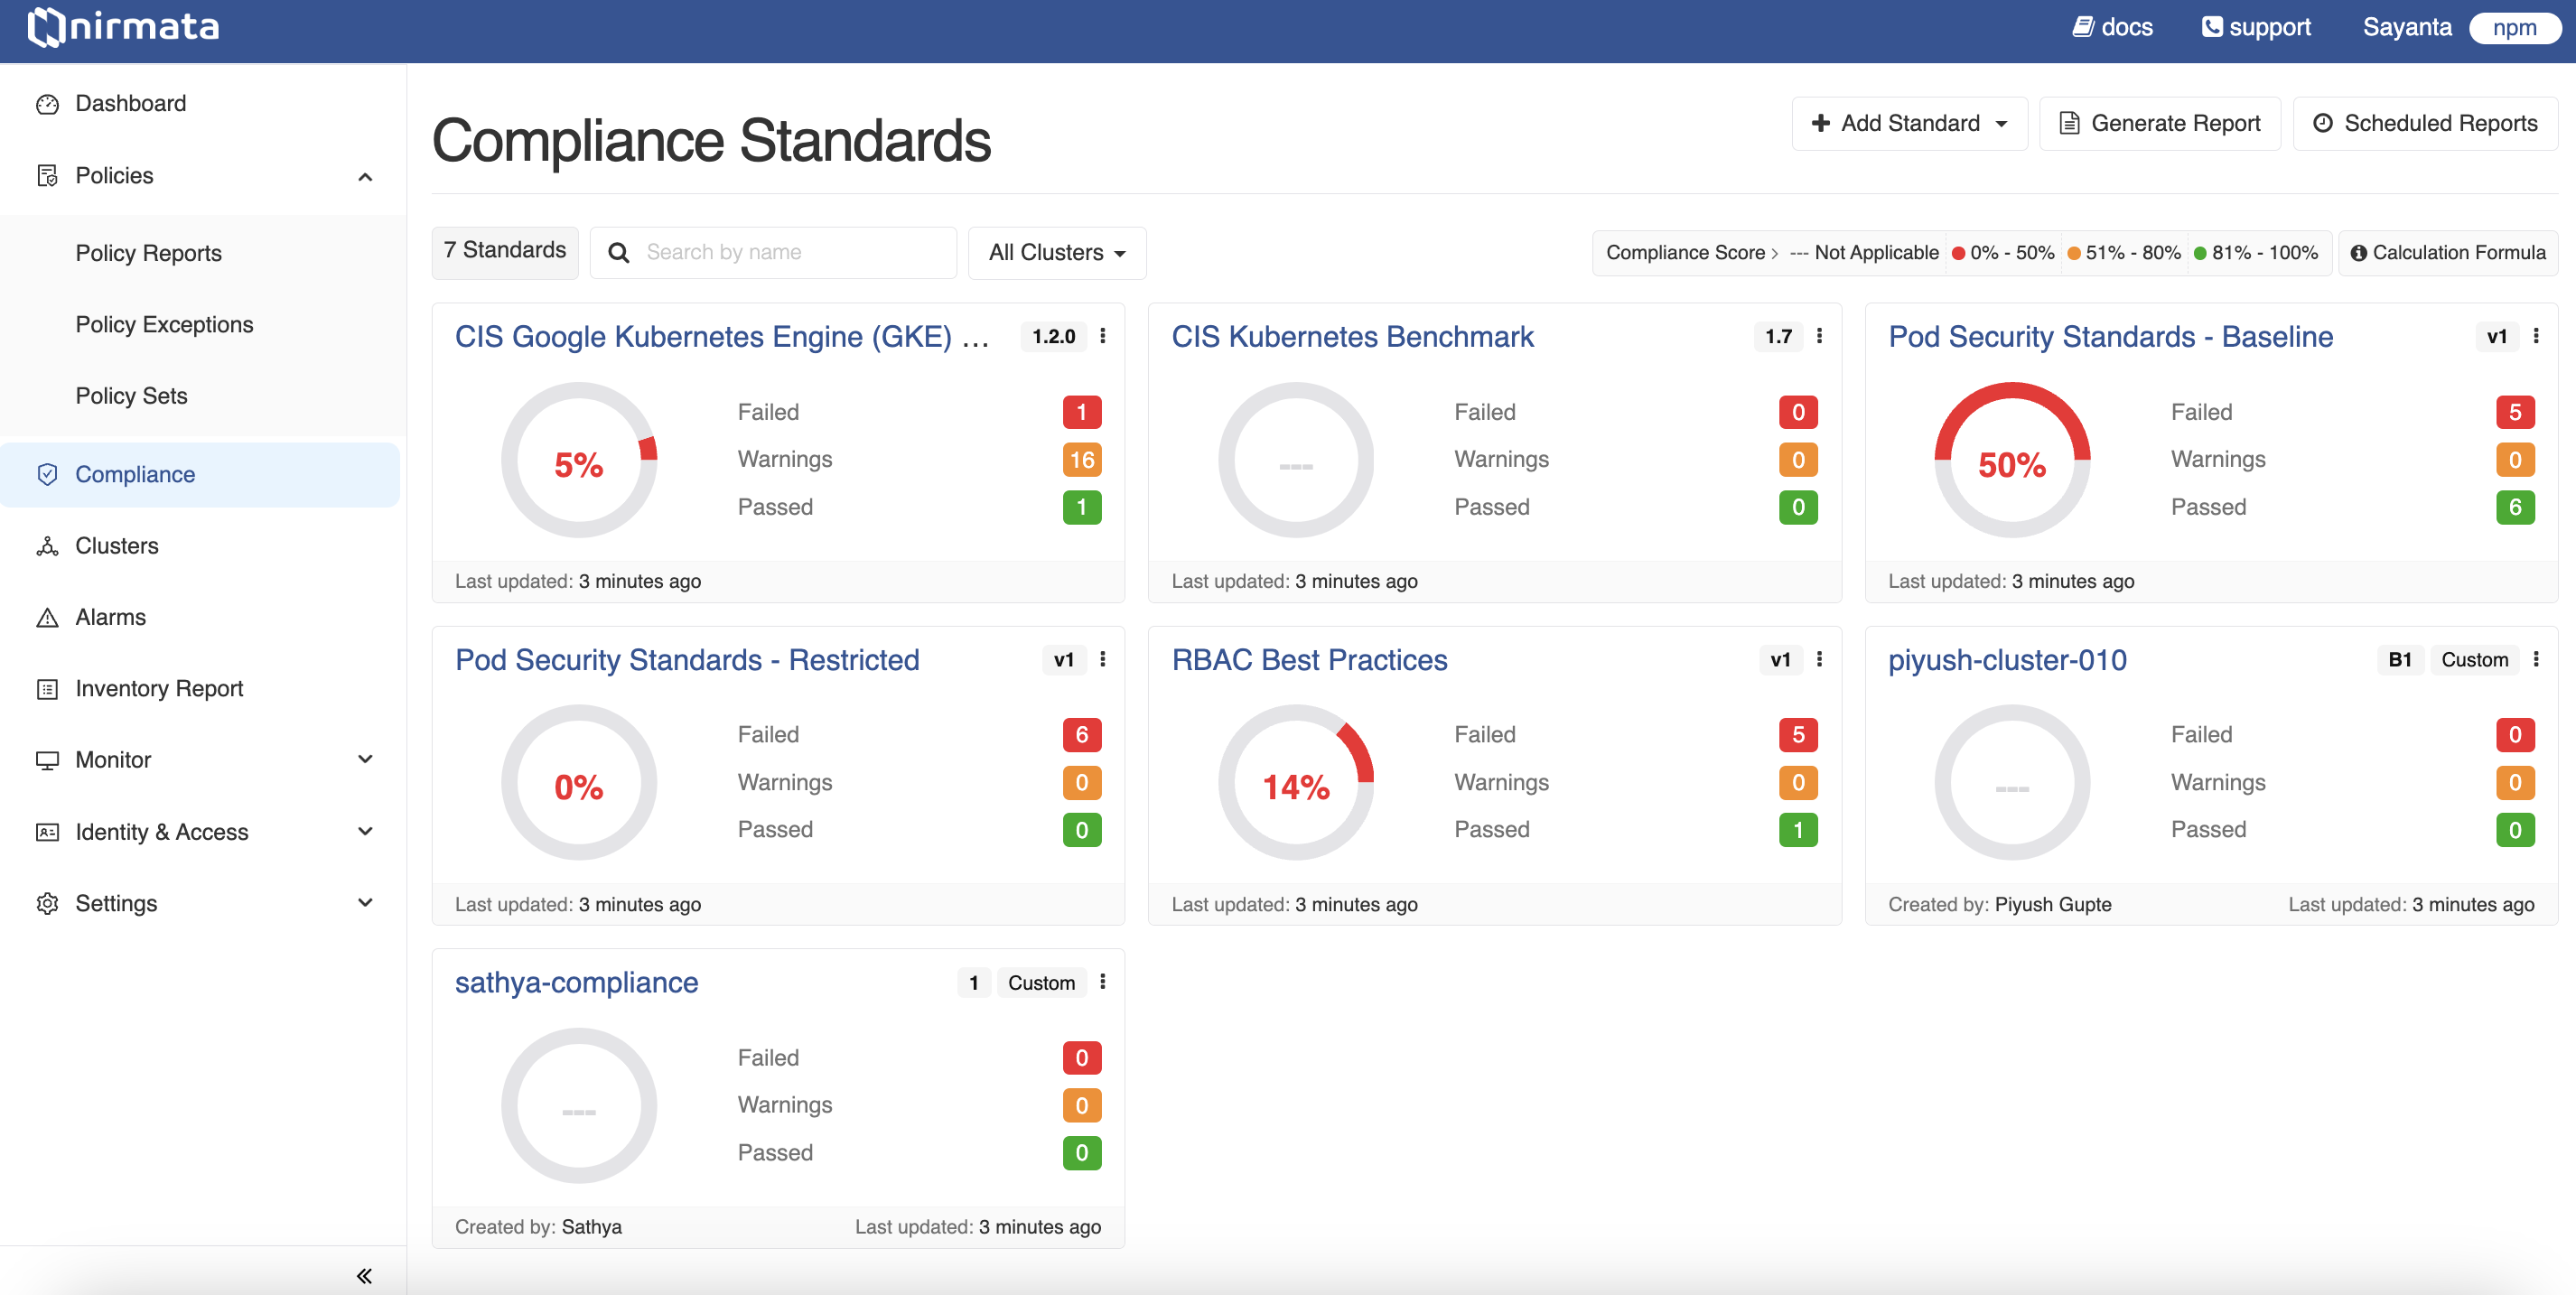 nirmata
docs
support
Sayanta
npm
Dashboard
Policies
Policy Reports
Policy Exceptions
Policy Sets
Compliance
Clusters
Alarms
Inventory Report
Monitor
Identity & Access
Settings
Compliance Standards
Add Standard
Generate Report
Scheduled Reports
7 Standards
Search by name
All Clusters
Compliance Score > --- Not Applicable 0% - 50% 51% - 80% 81% - 100%
Calculation Formula
CIS Google Kubernetes Engine (GKE) ... 1.2.0
5%
Failed 1
Warnings 16
Passed 1
Last updated: 3 minutes ago
CIS Kubernetes Benchmark 1.7
---
Failed 0
Warnings 0
Passed 0
Last updated: 3 minutes ago
Pod Security Standards - Baseline v1
50%
Failed 5
Warnings 0
Passed 6
Last updated: 3 minutes ago
Pod Security Standards - Restricted v1
0%
Failed 6
Warnings 0
Passed 0
Last updated: 3 minutes ago
RBAC Best Practices v1
14%
Failed 5
Warnings 0
Passed 1
Last updated: 3 minutes ago
piyush-cluster-010 B1 Custom
---
Failed 0
Warnings 0
Passed 0
Created by: Piyush Gupte Last updated: 3 minutes ago
sathya-compliance 1 Custom
---
Failed 0
Warnings 0
Passed 0
Created by: Sathya Last updated: 3 minutes ago